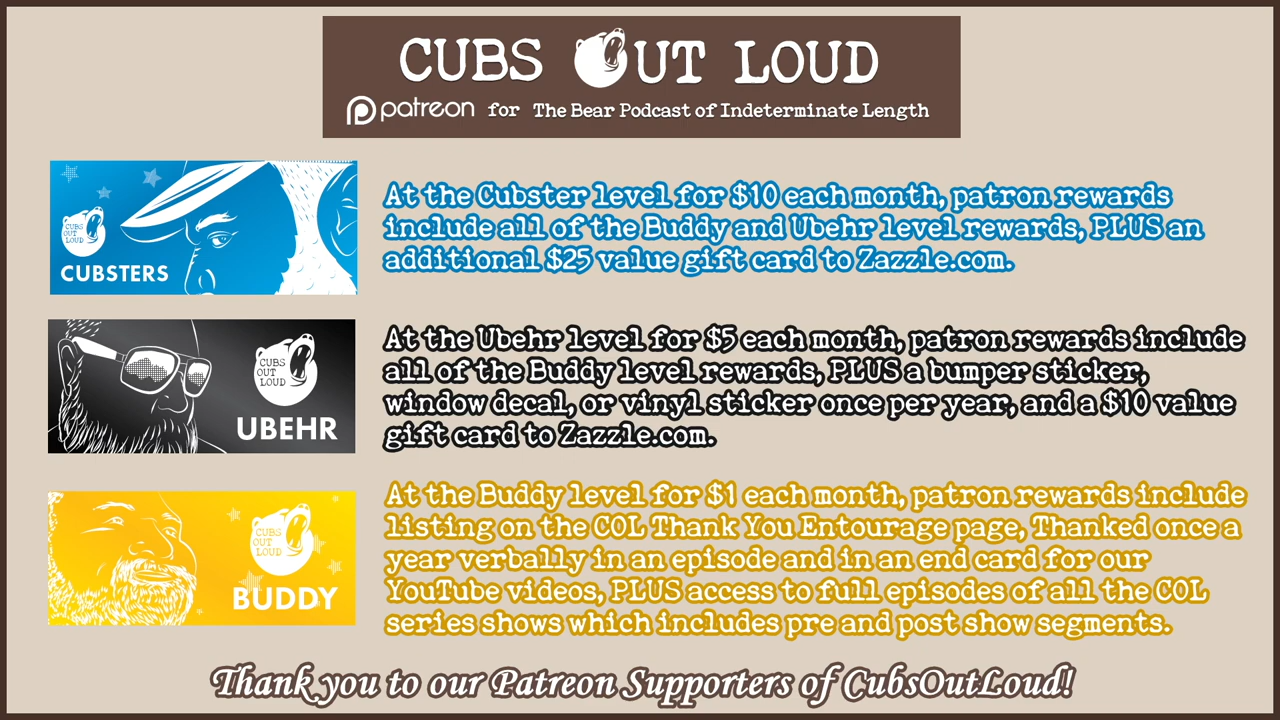 CUBS OUT LOUD
patreon for The Bear Podcast of Indeterminate Length
CUBS
OUT
LOUD
CUBSTERS
At the Cubster level for $10 each month, patron rewards
include all of the Buddy and Ubehr level rewards, PLUS an
additional $25 value gift card to Zazzle.com.
CUBS
OUT
LOUD
UBEHR
At the Ubehr level for $5 each month, patron rewards include
all of the Buddy level rewards, PLUS a bumper sticker,
window decal, or vinyl sticker once per year, and a $10 value
gift card to Zazzle.com.
CUBS
OUT
LOUD
BUDDY
At the Buddy level for $1 each month, patron rewards include
listing on the COL Thank You Entourage page, Thanked once a
year verbally in an episode and in an end card for our
YouTube videos, PLUS access to full episodes of all the COL
series shows which includes pre and post show segments.
Thank you to our Patreon Supporters of CubsOutLoud!